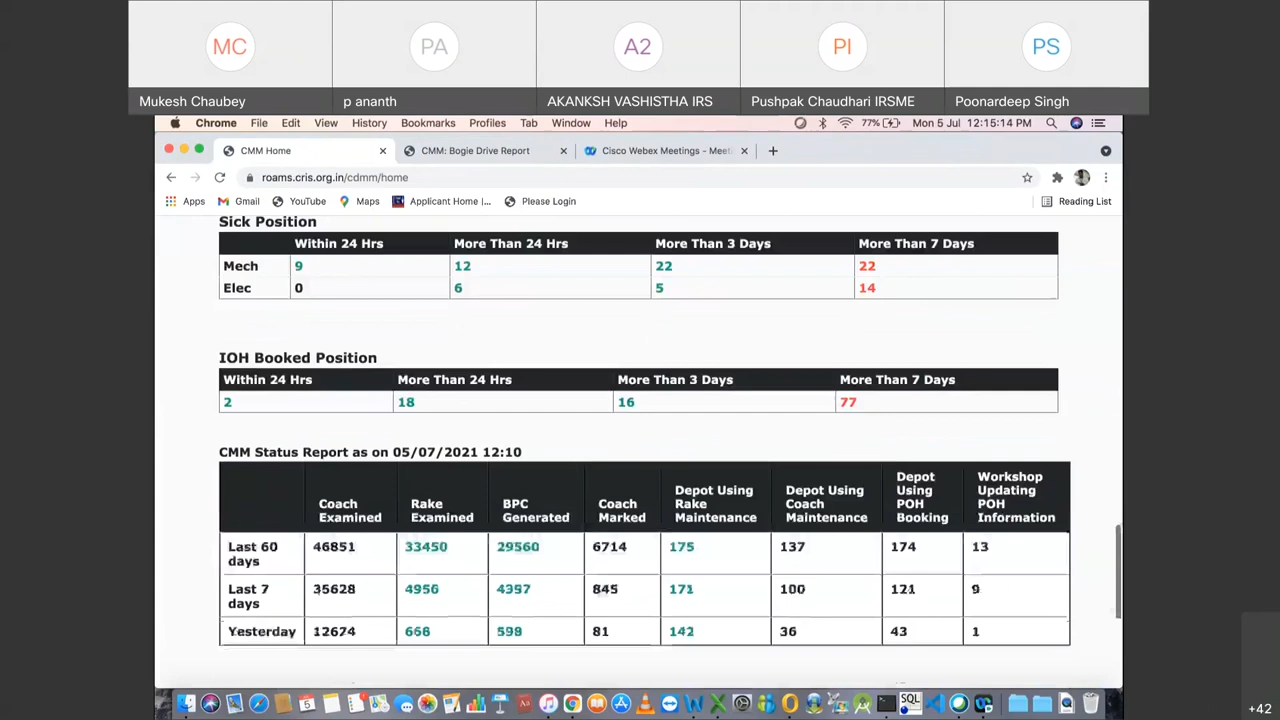 MC PA A2 PI PS
Mukesh Chaubey p ananth AKANKSH VASHISTHA IRS Pushpak Chaudhari IRSME Poonardeep Singh
Chrome File Edit View History Bookmarks Profiles Tab Window Help 77% Mon 5 Jul 12:15:14 PM
CMM Home CMM: Bogie Drive Report Cisco Webex Meetings - Meet
roams.cris.org.in/cdmm/home
Apps Gmail YouTube Maps Applicant Home |... Please Login Reading List
Sick Position
Within 24 Hrs More Than 24 Hrs More Than 3 Days More Than 7 Days
Mech 9 12 22 22
Elec 0 6 5 14
IOH Booked Position
Within 24 Hrs More Than 24 Hrs More Than 3 Days More Than 7 Days
2 18 16 77
CMM Status Report as on 05/07/2021 12:10
Coach Examined Rake Examined BPC Generated Coach Marked Depot Using Rake Maintenance Depot Using Coach Maintenance Depot Using POH Booking Workshop Updating POH Information
Last 60 days 46851 33450 29560 6714 175 137 174 13
Last 7 days 35628 4956 4357 845 171 100 121 9
Yesterday 12674 668 598 81 142 36 43 1
SQL
+42